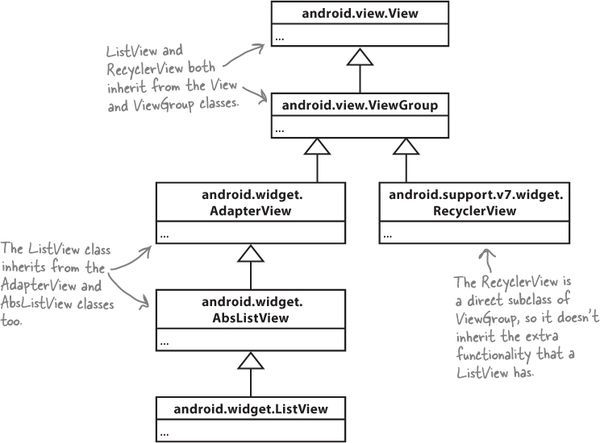 android.view.View
...
ListView and
RecyclerView both
inherit from the View
and ViewGroup classes.
android.view.ViewGroup
...
android.widget.
AdapterView
...
android.support.v7.widget.
RecyclerView
...
The ListView class
inherits from the
AdapterView and
AbsListView classes
too.
android.widget.
AbsListView
...
The RecyclerView is
a direct subclass of
ViewGroup, so it doesn't
inherit the extra
functionality that a
ListView has.
android.widget.ListView
...